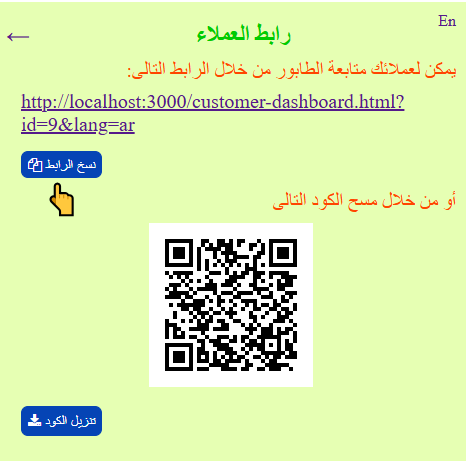 En
رابط العملاء
يمكن لعملائك متابعة الطابور من خلال الرابط التالى:
http://localhost:3000/customer-dashboard.html?
id=9&lang=ar
نسخ الرابط
أو من خلال مسح الكود التالى
تنزيل الكود